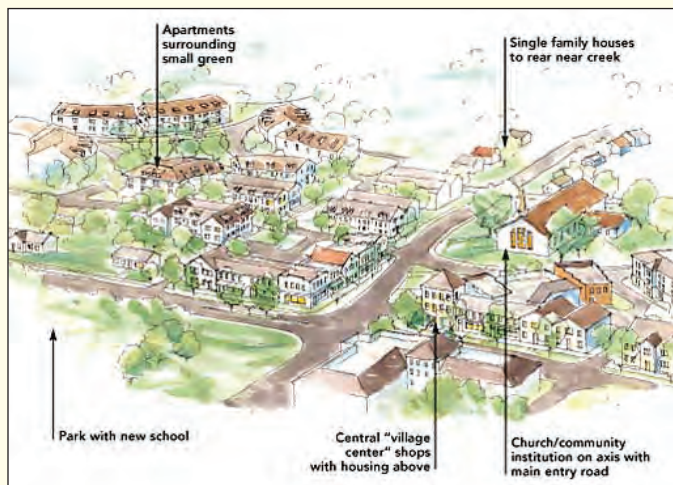 Apartments
surrounding
small green
Single family houses
to rear near creek
Park with new school
Central "village
center" shops
with housing above
Church/community
institution on axis with
main entry road